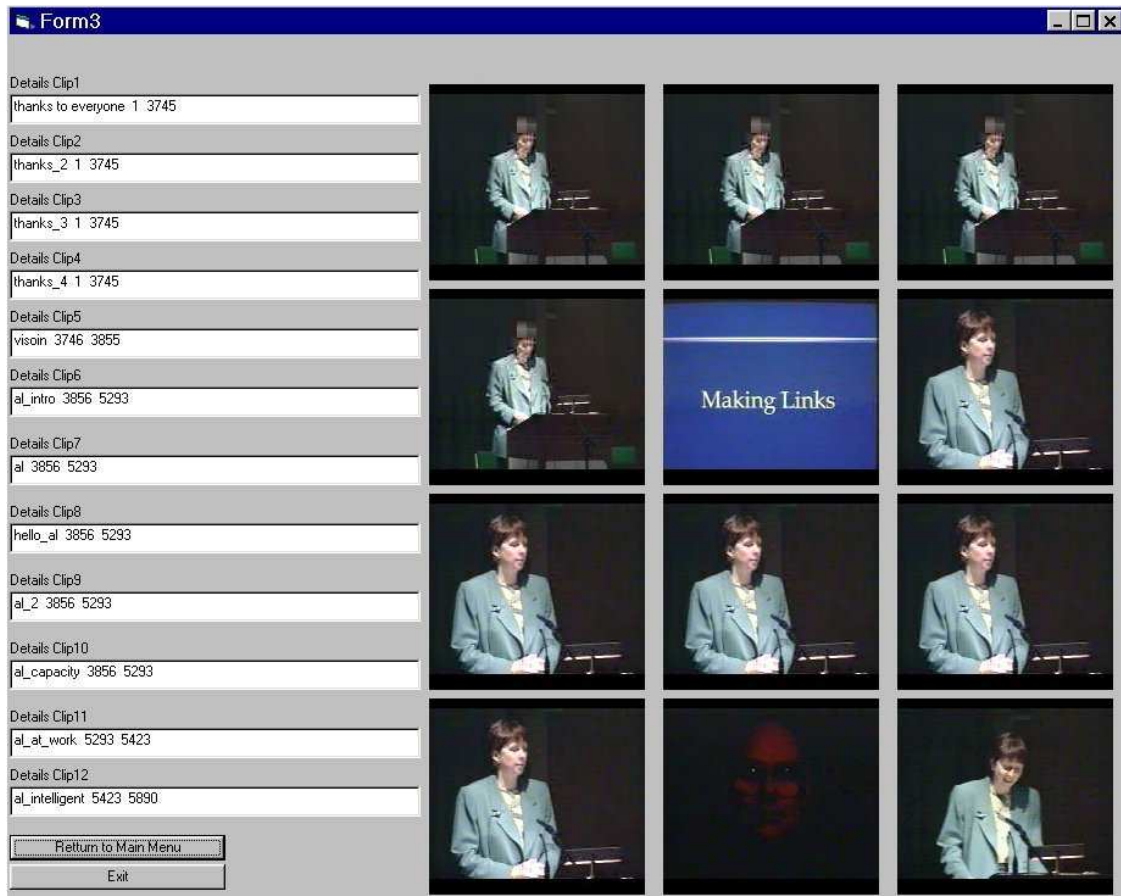 Form3
Details Clip1
thanks to everyone 1 3745
Details Clip2
thanks_2 1 3745
Details Clip3
thanks_3 1 3745
Details Clip4
thanks_4 1 3745
Details Clip5
visoin 3746 3855
Details Clip6
al_intro 3856 5293
Details Clip7
al 3856 5293
Details Clip8
hello_al 3856 5293
Details Clip9
al_2 3856 5293
Details Clip10
al_capacity 3856 5293
Details Clip11
al_at_work 5293 5423
Details Clip12
al_intelligent 5423 5890
Retturn to Main Menu
Exit
Making Links